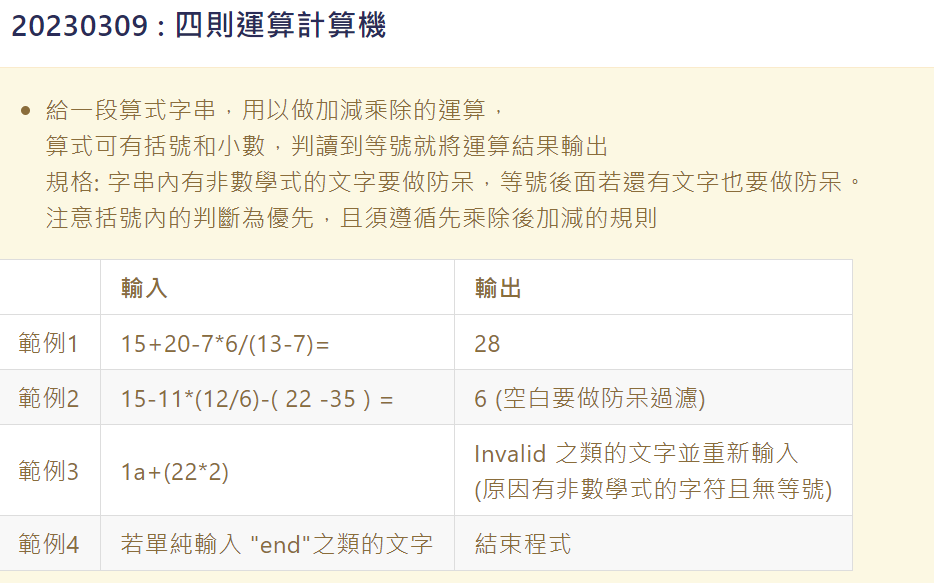 20230309 : 四則運算計算機
給一段算式字串，用以做加減乘除的運算，
算式可有括號和小數，判讀到等號就將運算結果輸出
規格: 字串內有非數學式的文字要做防呆，等號後面若還有文字也要做防呆。
注意括號內的判斷為優先，且須遵循先乘除後加減的規則
輸入 輸出
範例1 15+20-7*6/(13-7)= 28
範例2 15-11*(12/6)-( 22 -35 ) = 6 (空白要做防呆過濾)
範例3 1a+(22*2) Invalid 之類的文字並重新輸入
(原因有非數學式的字符且無等號)
範例4 若單純輸入 "end"之類的文字 結束程式